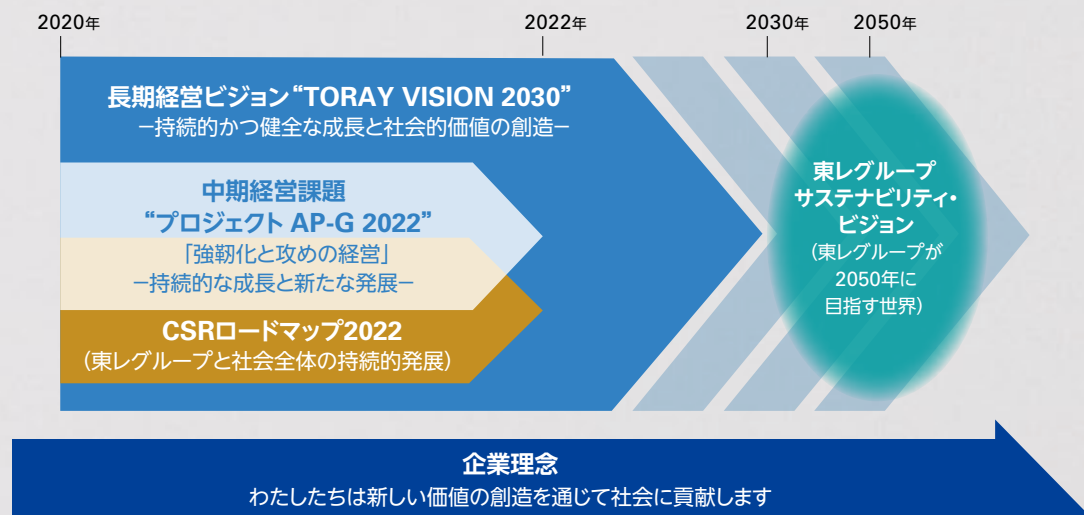 2020年
2022年
2030年
2050年
長期経営ビジョン“TORAY VISION 2030”
−持続的かつ健全な成長と社会的価値の創造−
中期経営課題
“プロジェクト AP-G 2022”
「強靭化と攻めの経営」
−持続的な成長と新たな発展−
CSRロードマップ2022
(東レグループと社会全体の持続的発展)
東レグループ
サステナビリティ・
ビジョン
(東レグループが
2050年に
目指す世界)
企業理念
わたしたちは新しい価値の創造を通じて社会に貢献します